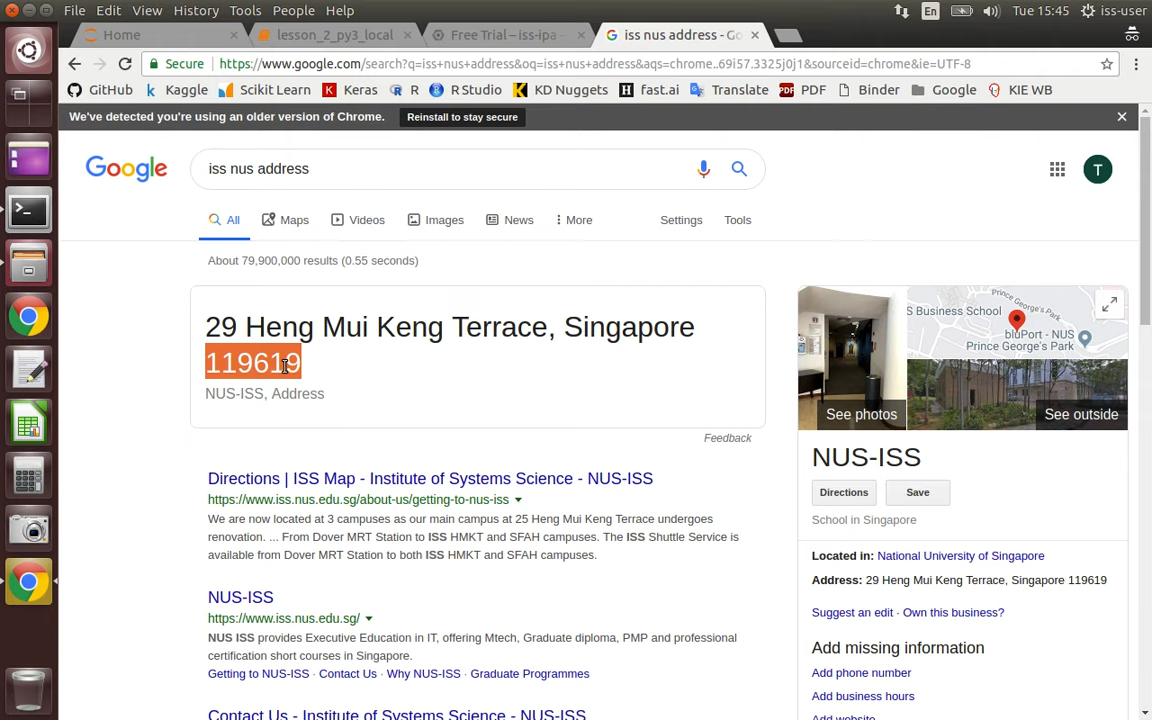 File Edit View History Tools People Help
En
Tue 15:45 iss-user
Home
lesson_2_py3_local
Free Trial – iss-ipa
iss nus address - Go
Secure https://www.google.com/search?q=iss+nus+address&oq=iss+nus+address&aqs=chrome..69i57.3325j0j1&sourceid=chrome&ie=UTF-8
GitHub Kaggle Scikit Learn Keras R R Studio KD Nuggets fast.ai Translate PDF Binder Google KIE WB
We've detected you're using an older version of Chrome. Reinstall to stay secure
Google
iss nus address
T
All Maps Videos Images News More Settings Tools
About 79,900,000 results (0.55 seconds)
29 Heng Mui Keng Terrace, Singapore
119619
NUS-ISS, Address
Feedback
Directions | ISS Map - Institute of Systems Science - NUS-ISS
https://www.iss.nus.edu.sg/about-us/getting-to-nus-iss
We are now located at 3 campuses as our main campus at 25 Heng Mui Keng Terrace undergoes
renovation. ... From Dover MRT Station to ISS HMKT and SFAH campuses. The ISS Shuttle Service is
available from Dover MRT Station to both ISS HMKT and SFAH campuses.
NUS-ISS
https://www.iss.nus.edu.sg/
NUS ISS provides Executive Education in IT, offering Mtech, Graduate diploma, PMP and professional
certification short courses in Singapore.
Getting to NUS-ISS · Contact Us · Why NUS-ISS · Graduate Programmes
Contact Us - Institute of Systems Science - NUS-ISS
Prince George's Park
S Business School
bluPort - NUS
Prince George's Park
See photos
See outside
NUS-ISS
Directions Save
School in Singapore
Located in: National University of Singapore
Address: 29 Heng Mui Keng Terrace, Singapore 119619
Suggest an edit · Own this business?
Add missing information
Add phone number
Add business hours
Add website